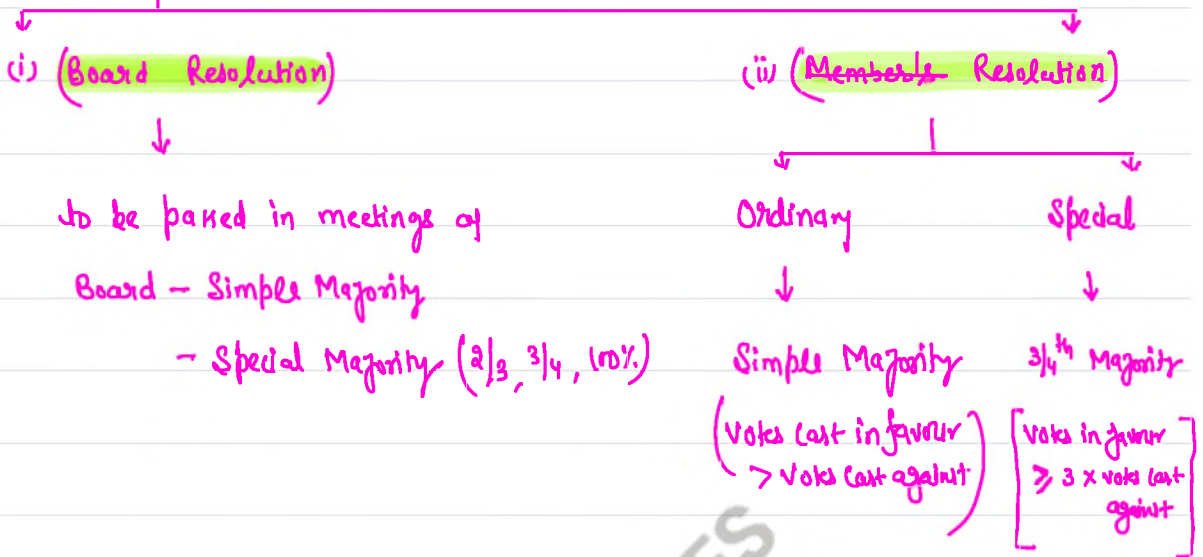 (i) (Board Resolution)
(ii) (Member's Resolution)
to be passed in meetings of
Board - Simple Majority
- Special Majority (2/3, 3/4, 100%)
Ordinary
Special
Simple Majority
(Votes cast in favour
> Votes cast against)
3/4th Majority
[Votes in favour
≥ 3 x votes cast
against]
GES